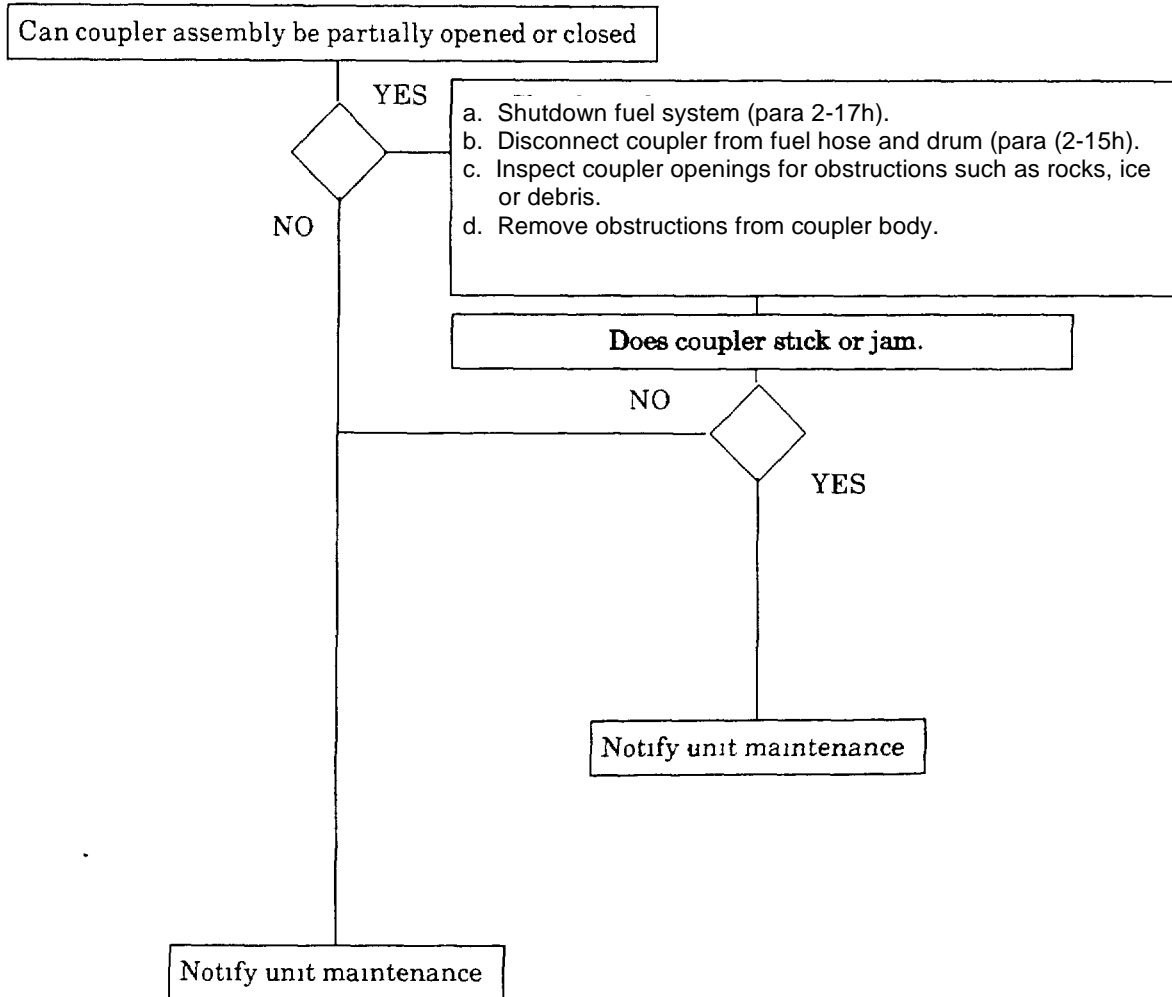 Can coupler assembly be partially opened or closed
YES
a. Shutdown fuel system (para 2-17h).
b. Disconnect coupler from fuel hose and drum (para (2-15h).
c. Inspect coupler openings for obstructions such as rocks, ice
or debris.
d. Remove obstructions from coupler body.
NO
Does coupler stick or jam.
NO
YES
Notify unit maintenance
Notify unit maintenance